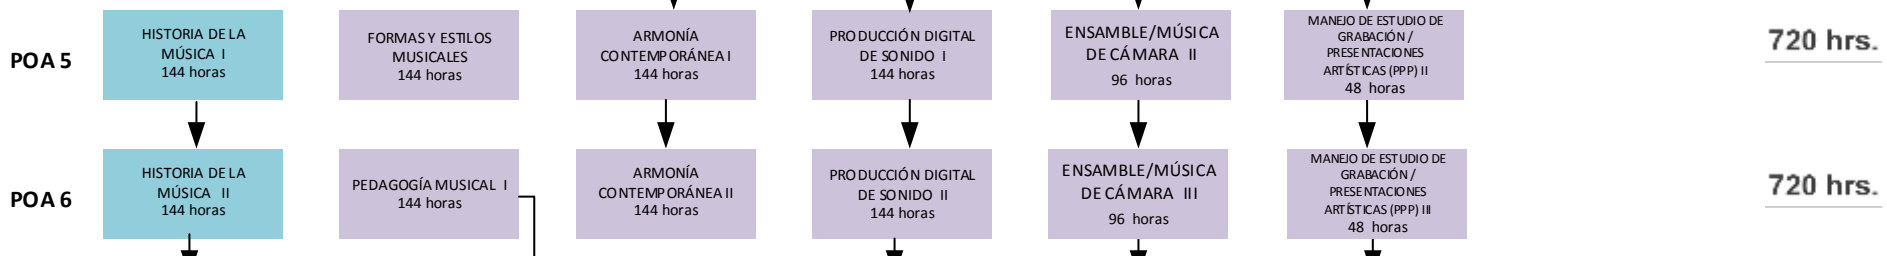 POA 5
HISTORIA DE LA
MÚSICA I
144 horas
FORMAS Y ESTILOS
MUSICALES
144 horas
ARMONÍA
CONTEMPORÁNEA I
144 horas
PRODUCCIÓN DIGITAL
DE SONIDO I
144 horas
ENSAMBLE/MÚSICA
DE CÁMARA II
96 horas
MANEJO DE ESTUDIO DE
GRABACIÓN /
PRESENTACIONES
ARTÍSTICAS (PPP) II
48 horas
720 hrs.
POA 6
HISTORIA DE LA
MÚSICA II
144 horas
PEDAGOGÍA MUSICAL I
144 horas
ARMONÍA
CONTEMPORÁNEA II
144 horas
PRODUCCIÓN DIGITAL
DE SONIDO II
144 horas
ENSAMBLE/MÚSICA
DE CÁMARA III
96 horas
MANEJO DE ESTUDIO DE
GRABACIÓN /
PRESENTACIONES
ARTÍSTICAS (PPP) III
48 horas
720 hrs.